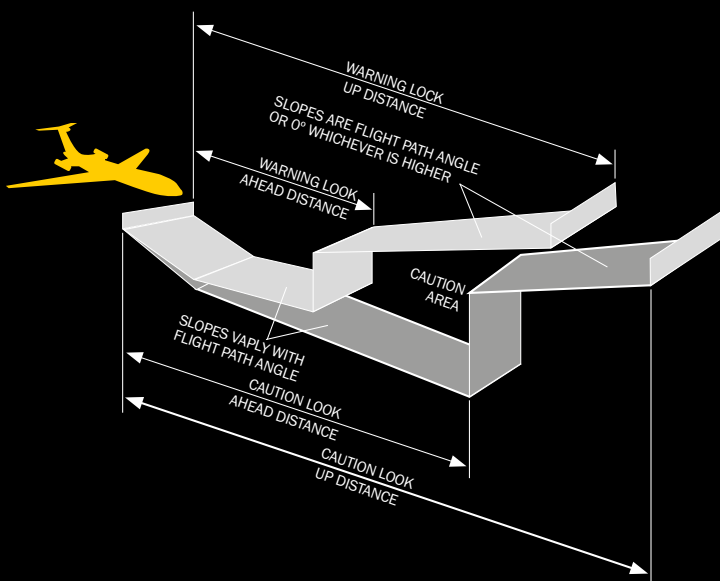 WARNING LOCK
UP DISTANCE
SLOPES ARE FLIGHT PATH ANGLE
OR 0° WHICHEVER IS HIGHER
WARNING LOOK
AHEAD DISTANCE
CAUTION
AREA
SLOPES VAPLY WITH
FLIGHT PATH ANGLE
CAUTION LOOK
AHEAD DISTANCE
CAUTION LOOK
UP DISTANCE